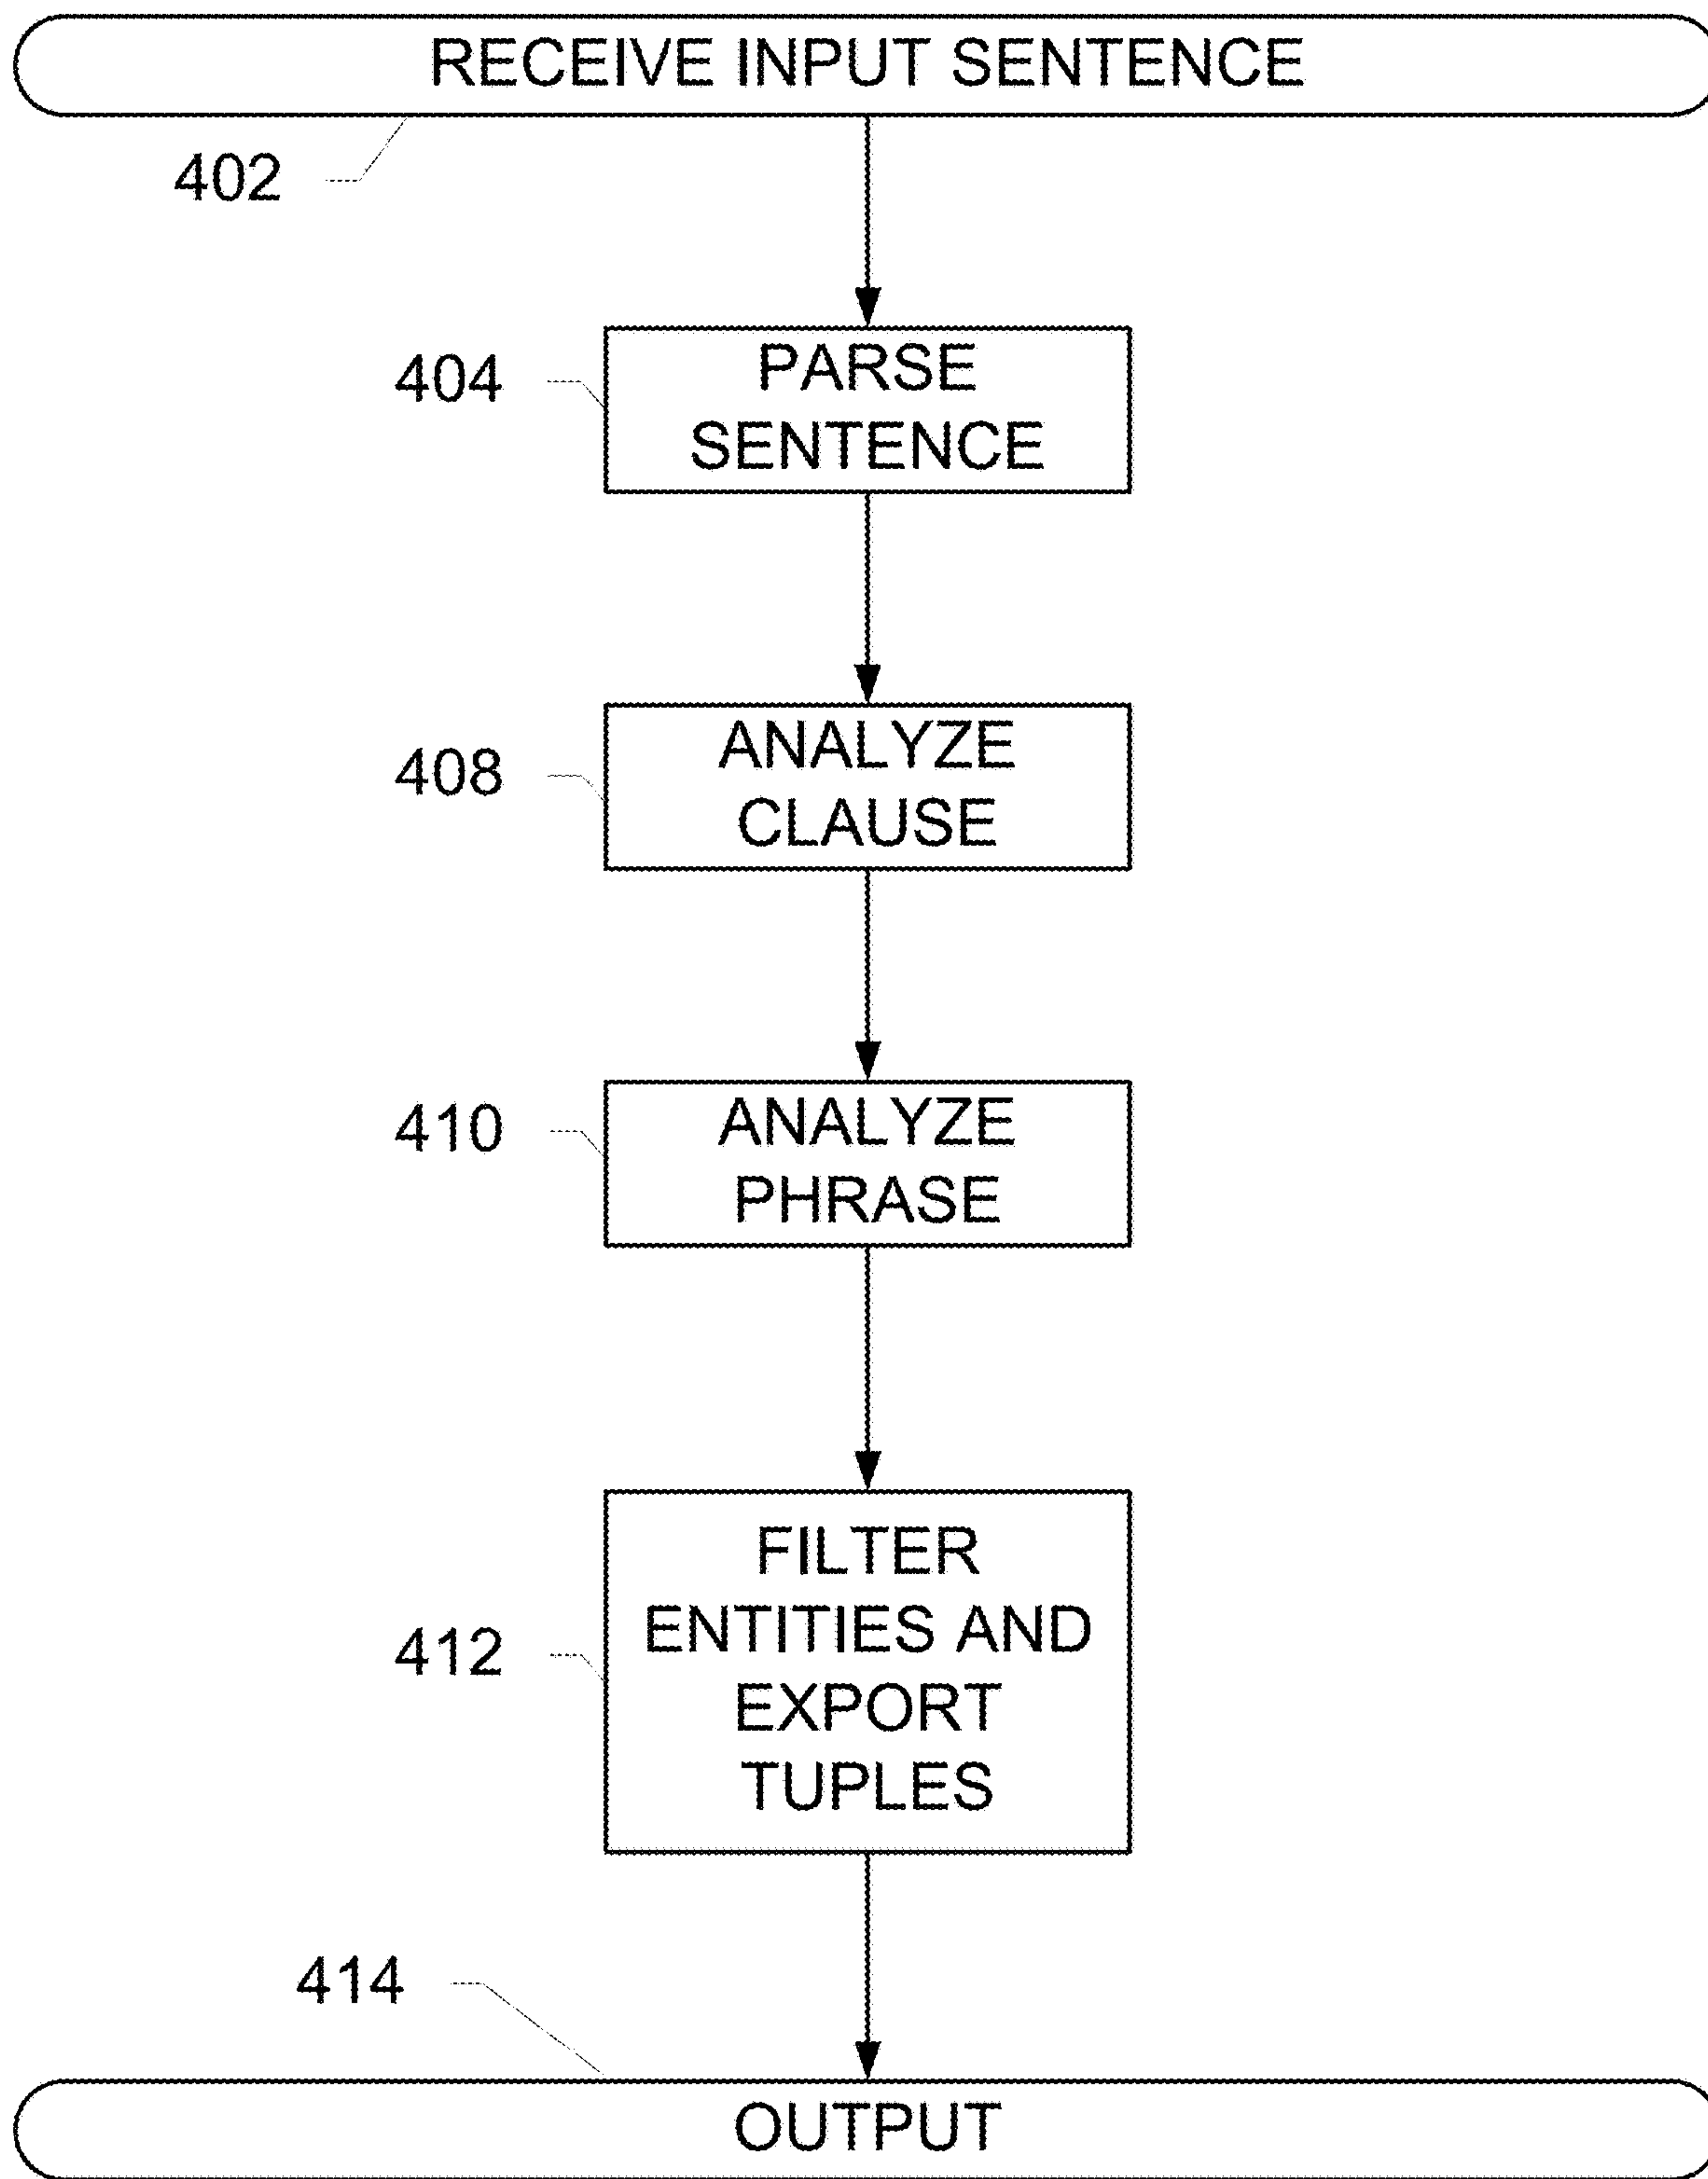 RECEIVE INPUT SENTENCE
402
404
PARSE
SENTENCE
408
ANALYZE
CLAUSE
410
ANALYZE
PHRASE
412
FILTER
ENTITIES AND
EXPORT
TUPLES
414
OUTPUT